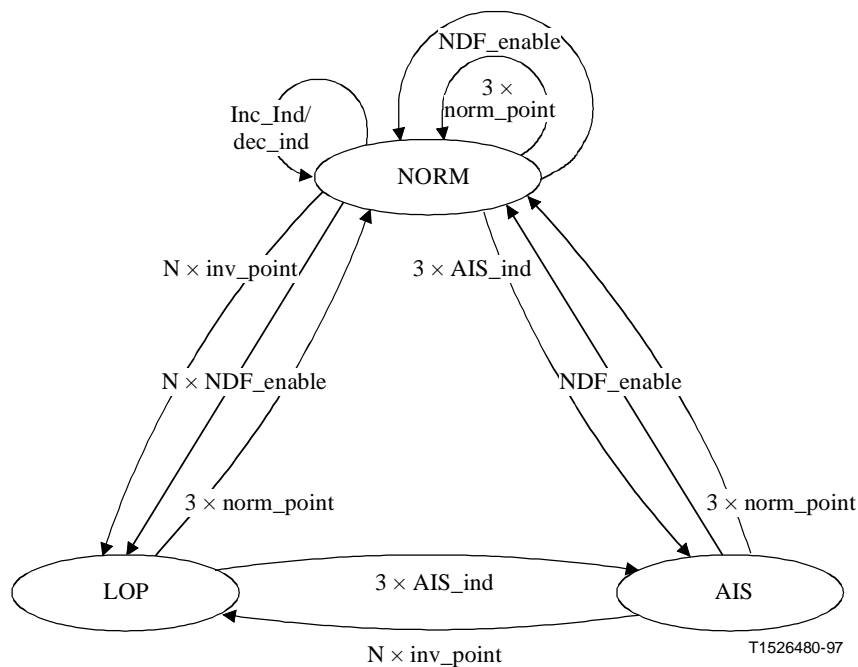 NDF_enable
3 ×
norm_point
Inc_Ind/
dec_ind
NORM
N × inv_point
3 × AIS_ind
N × NDF_enable
NDF_enable
3 × norm_point
3 × norm_point
LOP
3 × AIS_ind
AIS
N × inv_point
T1526480-97